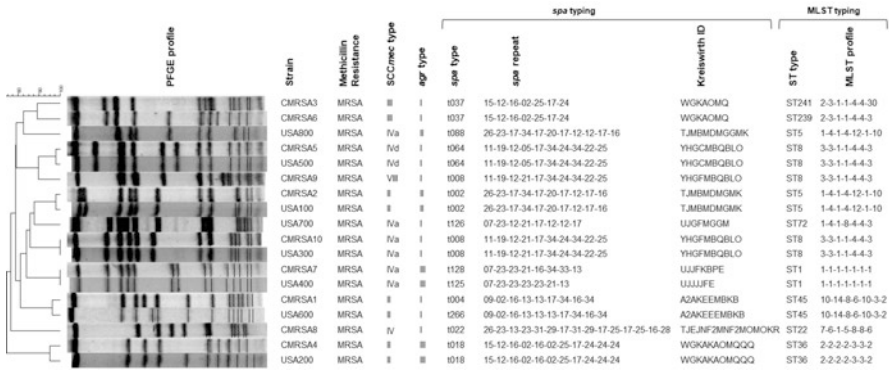 spa typing MLST typing
PFGE profile Strain Methicillin Resistance SCCmec type agr type spa type spa repeat Kreiswirth ID ST type MLST profile
CMRSA3 MRSA III I t037 15-12-16-02-25-17-24 WGKAOMQ ST241 2-3-1-1-4-4-30
CMRSA6 MRSA III I t037 15-12-16-02-25-17-24 WGKAOMQ ST239 2-3-1-1-4-4-3
USA800 MRSA IVa II t088 26-23-17-34-17-20-17-12-12-17-16 TJMBMDMGGMK ST5 1-4-1-4-12-1-10
CMRSA5 MRSA IVd I t064 11-19-12-05-17-34-24-34-22-25 YHGCMBQBLO ST8 3-3-1-1-4-4-3
USA500 MRSA IVd I t064 11-19-12-05-17-34-24-34-22-25 YHGCMBQBLO ST8 3-3-1-1-4-4-3
CMRSA9 MRSA VIII I t008 11-19-12-21-17-34-24-34-22-25 YHGFMBQBLO ST8 3-3-1-1-4-4-3
CMRSA2 MRSA II II t002 26-23-17-34-17-20-17-12-17-16 TJMBMDMGMK ST5 1-4-1-4-12-1-10
USA100 MRSA II II t002 26-23-17-34-17-20-17-12-17-16 TJMBMDMGMK ST5 1-4-1-4-12-1-10
USA700 MRSA IVa I t126 07-23-12-21-17-12-12-17 UJGFMGGM ST72 1-4-1-8-4-4-3
CMRSA10 MRSA IVa I t008 11-19-12-21-17-34-24-34-22-25 YHGFMBQBLO ST8 3-3-1-1-4-4-3
USA300 MRSA IVa I t008 11-19-12-21-17-34-24-34-22-25 YHGFMBQBLO ST8 3-3-1-1-4-4-3
CMRSA7 MRSA IVa III t128 07-23-23-21-16-34-33-13 UJJFKBPE ST1 1-1-1-1-1-1-1
USA400 MRSA IVa III t125 07-23-23-23-23-21-13 UJJJJFE ST1 1-1-1-1-1-1-1
CMRSA1 MRSA II I t004 09-02-16-13-13-17-34-16-34 A2AKEEMBKB ST45 10-14-8-6-10-3-2
USA600 MRSA II I t266 09-02-16-13-13-13-17-34-16-34 A2AKEEEMBKB ST45 10-14-8-6-10-3-2
CMRSA8 MRSA IV I t022 26-23-13-23-31-29-17-31-29-17-25-17-25-16-28 TJEJNF2MNF2MOMOKR ST22 7-6-1-5-8-8-6
CMRSA4 MRSA II III t018 15-12-16-02-16-02-25-17-24-24-24 WGKAKAOMQQQ ST36 2-2-2-2-3-3-2
USA200 MRSA II III t018 15-12-16-02-16-02-25-17-24-24-24 WGKAKAOMQQQ ST36 2-2-2-2-3-3-2